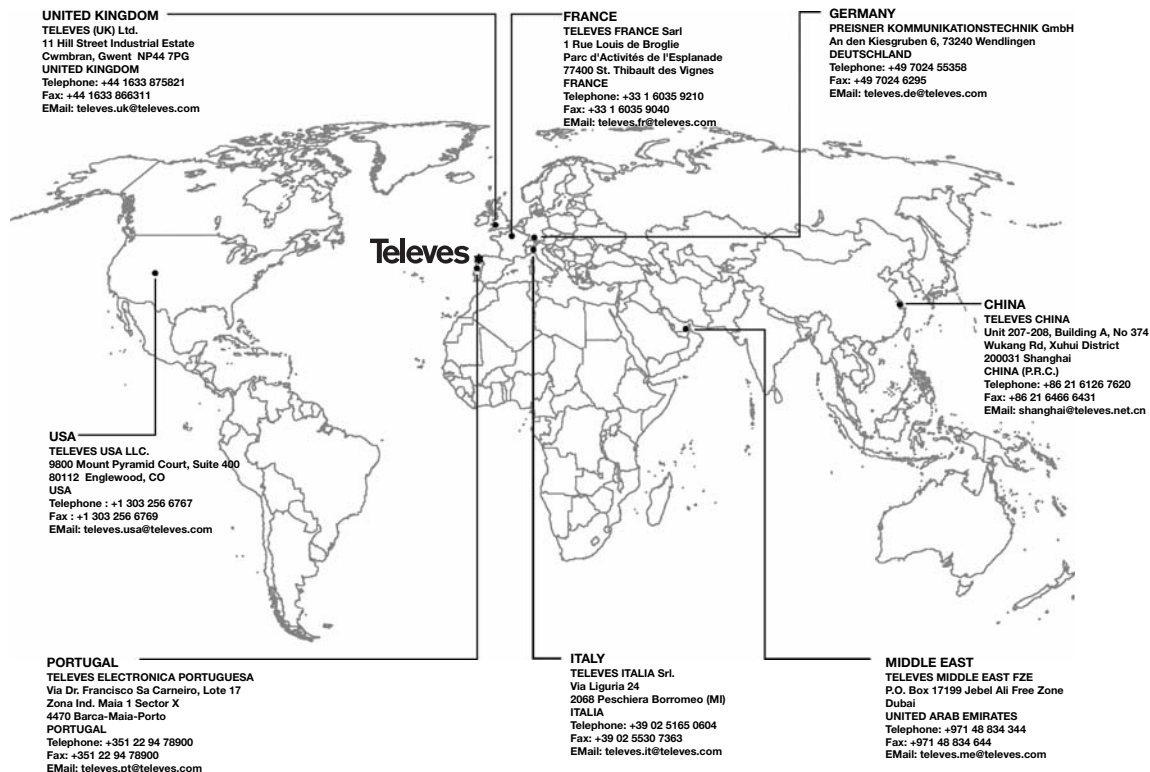 UNITED KINGDOM
TELEVES (UK) Ltd.
11 Hill Street Industrial Estate
Cwmbran, Gwent NP44 7PG
UNITED KINGDOM
Telephone: +44 1633 875821
Fax: +44 1633 866311
EMail: televes.uk@televes.com
FRANCE
TELEVES FRANCE Sarl
1 Rue Louis de Broglie
Parc d'Activités de l'Esplanade
77400 St. Thibault des Vignes
FRANCE
Telephone: +33 1 6035 9210
Fax: +33 1 6035 9040
EMail: televes.fr@televes.com
GERMANY
PREISNER KOMMUNIKATIONSTECHNIK GmbH
An den Kiesgruben 6, 73240 Wendlingen
DEUTSCHLAND
Telephone: +49 7024 55358
Fax: +49 7024 6295
EMail: televes.de@televes.com
Televes
CHINA
TELEVES CHINA
Unit 207-208, Building A, No 374
Wukang Rd, Xuhui District
200031 Shanghai
CHINA (P.R.C.)
Telephone: +86 21 6126 7620
Fax: +86 21 6466 6431
EMail: shanghai@televes.net.cn
USA
TELEVES USA LLC.
9800 Mount Pyramid Court, Suite 400
80112 Englewood, CO
USA
Telephone : +1 303 256 6767
Fax : +1 303 256 6769
EMail: televes.usa@televes.com
PORTUGAL
TELEVES ELECTRONICA PORTUGUESA
Via Dr. Francisco Sa Carneiro, Lote 17
Zona Ind. Maia 1 Sector X
4470 Barca-Maia-Porto
PORTUGAL
Telephone: +351 22 94 78900
Fax: +351 22 94 78900
EMail: televes.pt@televes.com
ITALY
TELEVES ITALIA Srl.
Via Liguria 24
2068 Peschiera Borromeo (MI)
ITALIA
Telephone: +39 02 5165 0604
Fax: +39 02 5530 7363
EMail: televes.it@televes.com
MIDDLE EAST
TELEVES MIDDLE EAST FZE
P.O. Box 17199 Jebel Ali Free Zone
Dubai
UNITED ARAB EMIRATES
Telephone: +971 48 834 344
Fax: +971 48 834 644
EMail: televes.me@televes.com